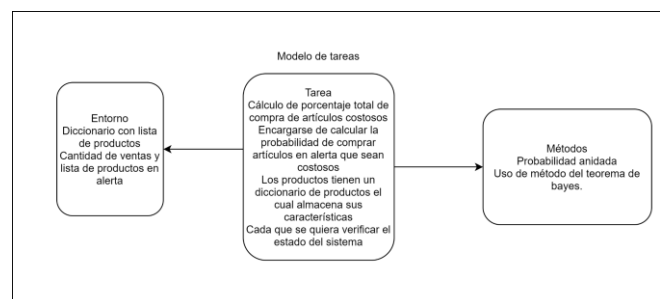 Modelo de tareas
Entorno
Diccionario con lista
de productos
Cantidad de ventas y
lista de productos en
alerta
Tarea
Cálculo de porcentaje total de
compra de artículos costosos
Encargarse de calcular la
probabilidad de comprar
artículos en alerta que sean
costosos
Los productos tienen un
diccionario de productos el
cual almacena sus
características
Cada que se quiera verificar el
estado del sistema
Métodos
Probabilidad anidada
Uso de método del teorema de
bayes.